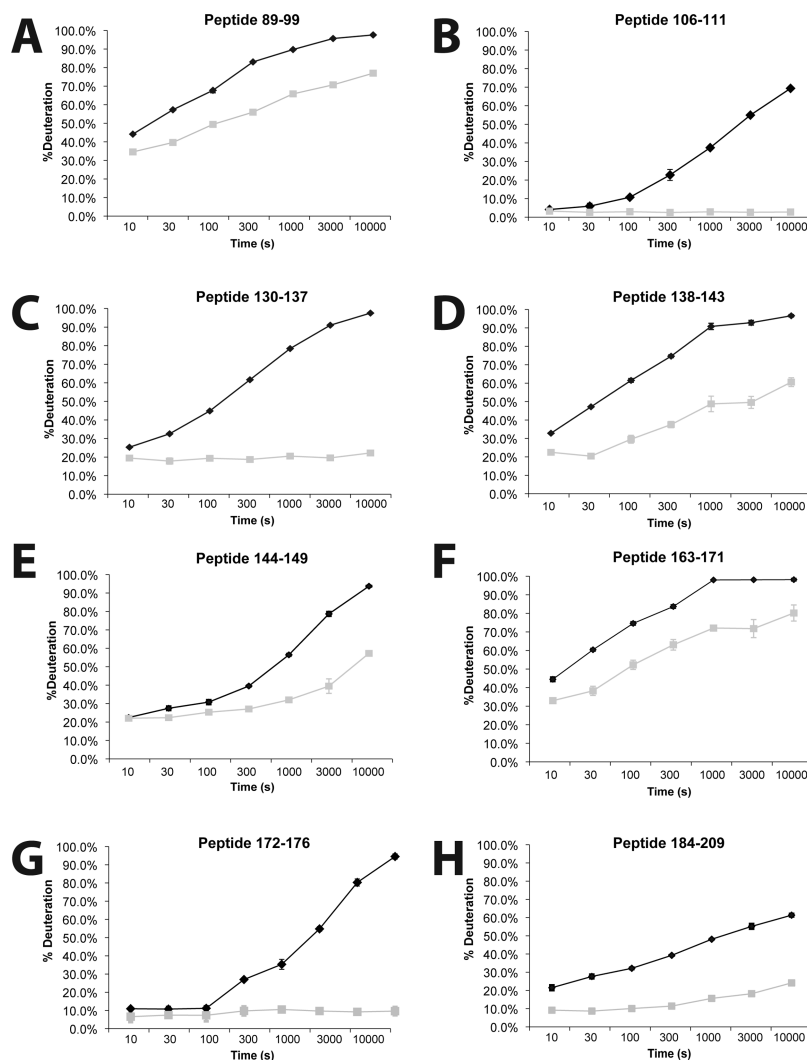 A
Peptide 89-99
%Deuteration
100.0%
90.0%
80.0%
70.0%
60.0%
50.0%
40.0%
30.0%
20.0%
10.0%
0.0%
10 30 100 300 1000 3000 10000
Time (s)
B
Peptide 106-111
%Deuteration
100.0%
90.0%
80.0%
70.0%
60.0%
50.0%
40.0%
30.0%
20.0%
10.0%
0.0%
10 30 100 300 1000 3000 10000
Time (s)
C
Peptide 130-137
%Deuteration
100.0%
90.0%
80.0%
70.0%
60.0%
50.0%
40.0%
30.0%
20.0%
10.0%
0.0%
10 30 100 300 1000 3000 10000
Time (s)
D
Peptide 138-143
%Deuteration
100.0%
90.0%
80.0%
70.0%
60.0%
50.0%
40.0%
30.0%
20.0%
10.0%
0.0%
10 30 100 300 1000 3000 10000
Time (s)
E
Peptide 144-149
%Deuteration
100.0%
90.0%
80.0%
70.0%
60.0%
50.0%
40.0%
30.0%
20.0%
10.0%
0.0%
10 30 100 300 1000 3000 10000
Time (s)
F
Peptide 163-171
%Deuteration
100.0%
90.0%
80.0%
70.0%
60.0%
50.0%
40.0%
30.0%
20.0%
10.0%
0.0%
10 30 100 300 1000 3000 10000
Time (s)
G
Peptide 172-176
% Deuteration
100.0%
90.0%
80.0%
70.0%
60.0%
50.0%
40.0%
30.0%
20.0%
10.0%
0.0%
10 30 100 300 1000 3000 10000
Time (s)
H
Peptide 184-209
% Deuteration
100.0%
90.0%
80.0%
70.0%
60.0%
50.0%
40.0%
30.0%
20.0%
10.0%
0.0%
10 30 100 300 1000 3000 10000
Time (s)